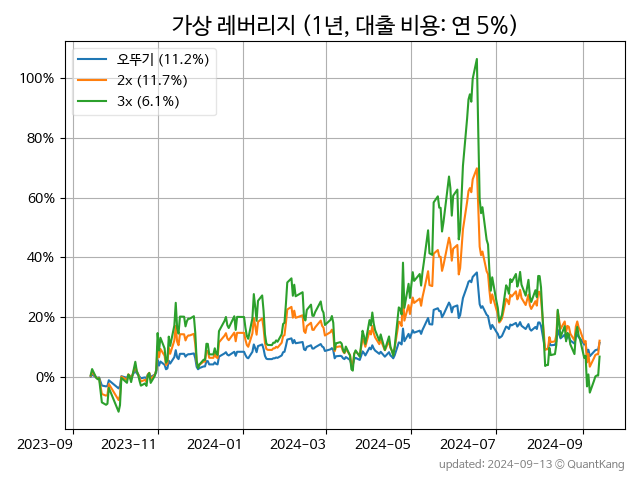 가상 레버리지 (1년, 대출 비용: 연 5%)
오뚜기 (11.2%)
2x (11.7%)
3x (6.1%)
100%
80%
60%
40%
20%
0%
2023-09 2023-11 2024-01 2024-03 2024-05 2024-07 2024-09
updated: 2024-09-13 © QuantKang